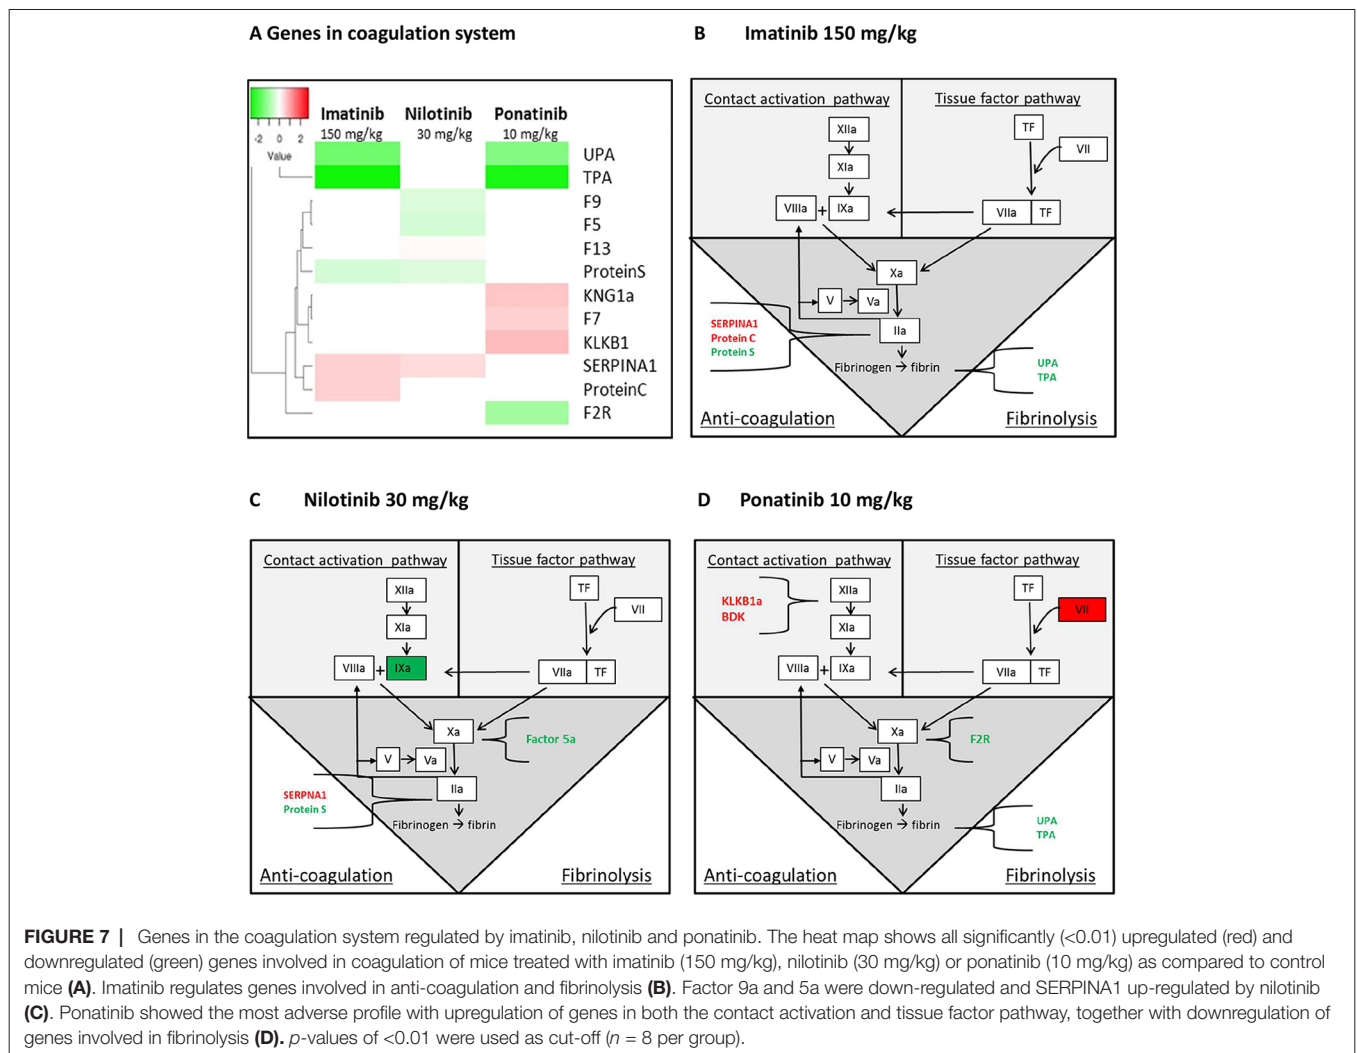 A Genes in coagulation system
-2 0 2
Value
Imatinib Nilotinib Ponatinib
150 mg/kg 30 mg/kg 10 mg/kg
UPA
TPA
F9
F5
F13
ProteinS
KNG1a
F7
KLKB1
SERPINA1
ProteinC
F2R
B Imatinib 150 mg/kg
Contact activation pathway
Tissue factor pathway
XIIa
TF
VII
XIa
VIIIa + IXa
VIIa TF
Xa
V Va
IIa
SERPINA1
Protein C
Protein S
Fibrinogen → fibrin
UPA
TPA
Anti-coagulation
Fibrinolysis
C Nilotinib 30 mg/kg
Contact activation pathway
Tissue factor pathway
XIIa
TF
VII
XIa
VIIIa + IXa
VIIa TF
Xa
Factor 5a
V Va
IIa
SERPNA1
Protein S
Fibrinogen → fibrin
Anti-coagulation
Fibrinolysis
D Ponatinib 10 mg/kg
Contact activation pathway
Tissue factor pathway
KLKB1a
BDK
XIIa
TF
VII
XIa
VIIIa + IXa
VIIa TF
Xa
F2R
V Va
IIa
Fibrinogen → fibrin
UPA
TPA
Anti-coagulation
Fibrinolysis
FIGURE 7 | Genes in the coagulation system regulated by imatinib, nilotinib and ponatinib. The heat map shows all significantly (<0.01) upregulated (red) and
downregulated (green) genes involved in coagulation of mice treated with imatinib (150 mg/kg), nilotinib (30 mg/kg) or ponatinib (10 mg/kg) as compared to control
mice (A). Imatinib regulates genes involved in anti-coagulation and fibrinolysis (B). Factor 9a and 5a were down-regulated and SERPINA1 up-regulated by nilotinib
(C). Ponatinib showed the most adverse profile with upregulation of genes in both the contact activation and tissue factor pathway, together with downregulation of
genes involved in fibrinolysis (D). p-values of <0.01 were used as cut-off (n = 8 per group).